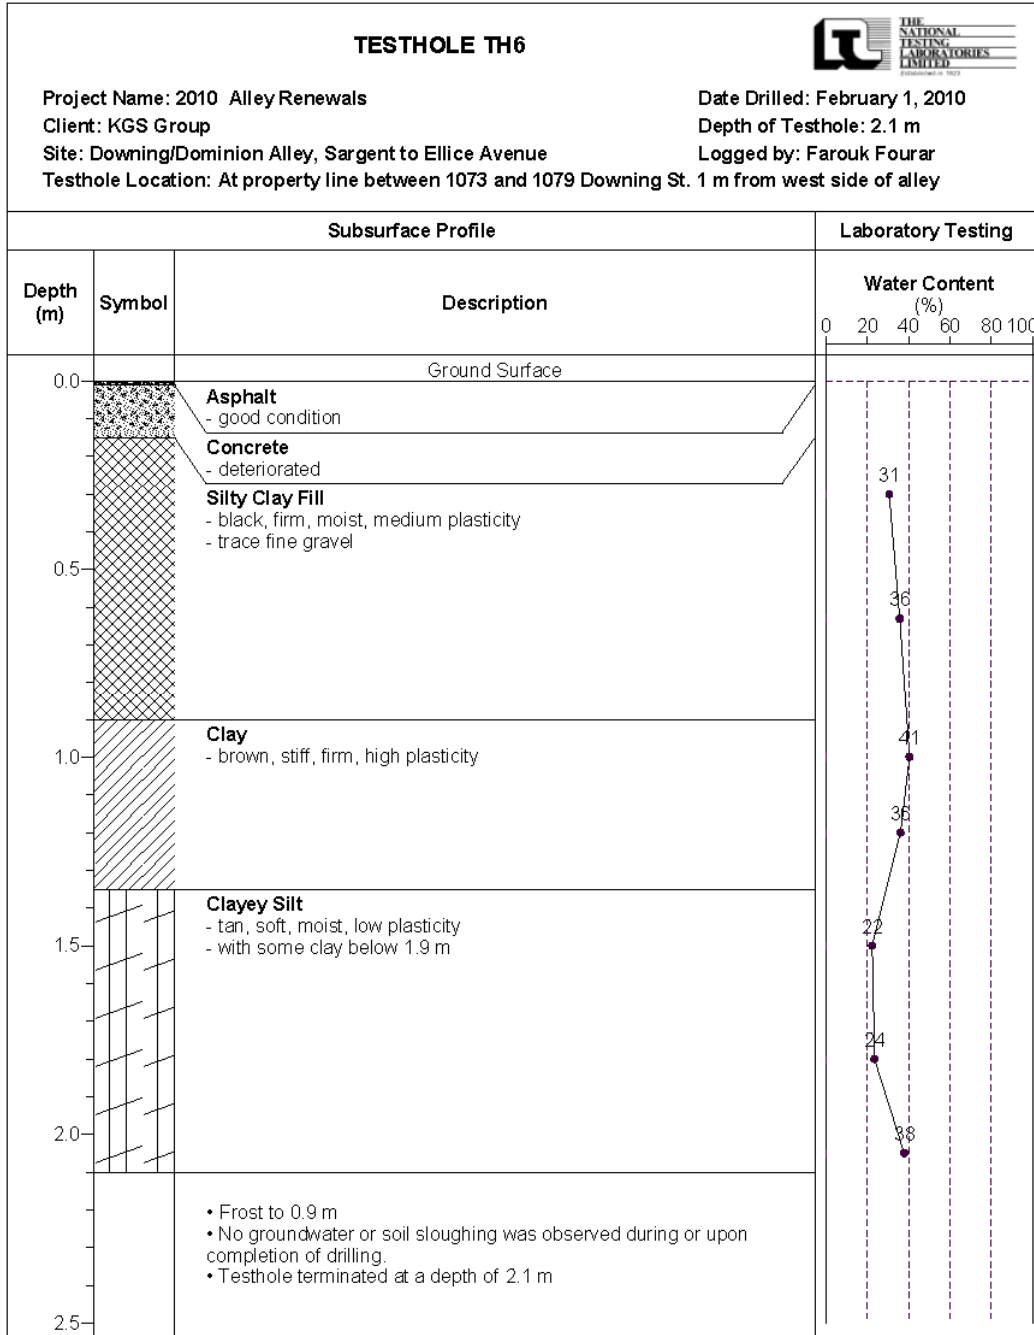 TESTHOLE TH6
THE
NATIONAL
TESTING
LABORATORIES
LIMITED
Established in 1923
Project Name: 2010 Alley Renewals
Date Drilled: February 1, 2010
Client: KGS Group
Depth of Testhole: 2.1 m
Site: Downing/Dominion Alley, Sargent to Ellice Avenue
Logged by: Farouk Fourar
Testhole Location: At property line between 1073 and 1079 Downing St. 1 m from west side of alley
Subsurface Profile
Laboratory Testing
Depth
(m)
Symbol
Description
Water Content
(%)
0 20 40 60 80 100
Ground Surface
0.0
Asphalt
- good condition
Concrete
- deteriorated
Silty Clay Fill
- black, firm, moist, medium plasticity
- trace fine gravel
31
0.5
36
Clay
- brown, stiff, firm, high plasticity
41
1.0
36
Clayey Silt
- tan, soft, moist, low plasticity
- with some clay below 1.9 m
22
1.5
24
38
2.0
• Frost to 0.9 m
• No groundwater or soil sloughing was observed during or upon
completion of drilling.
• Testhole terminated at a depth of 2.1 m
2.5